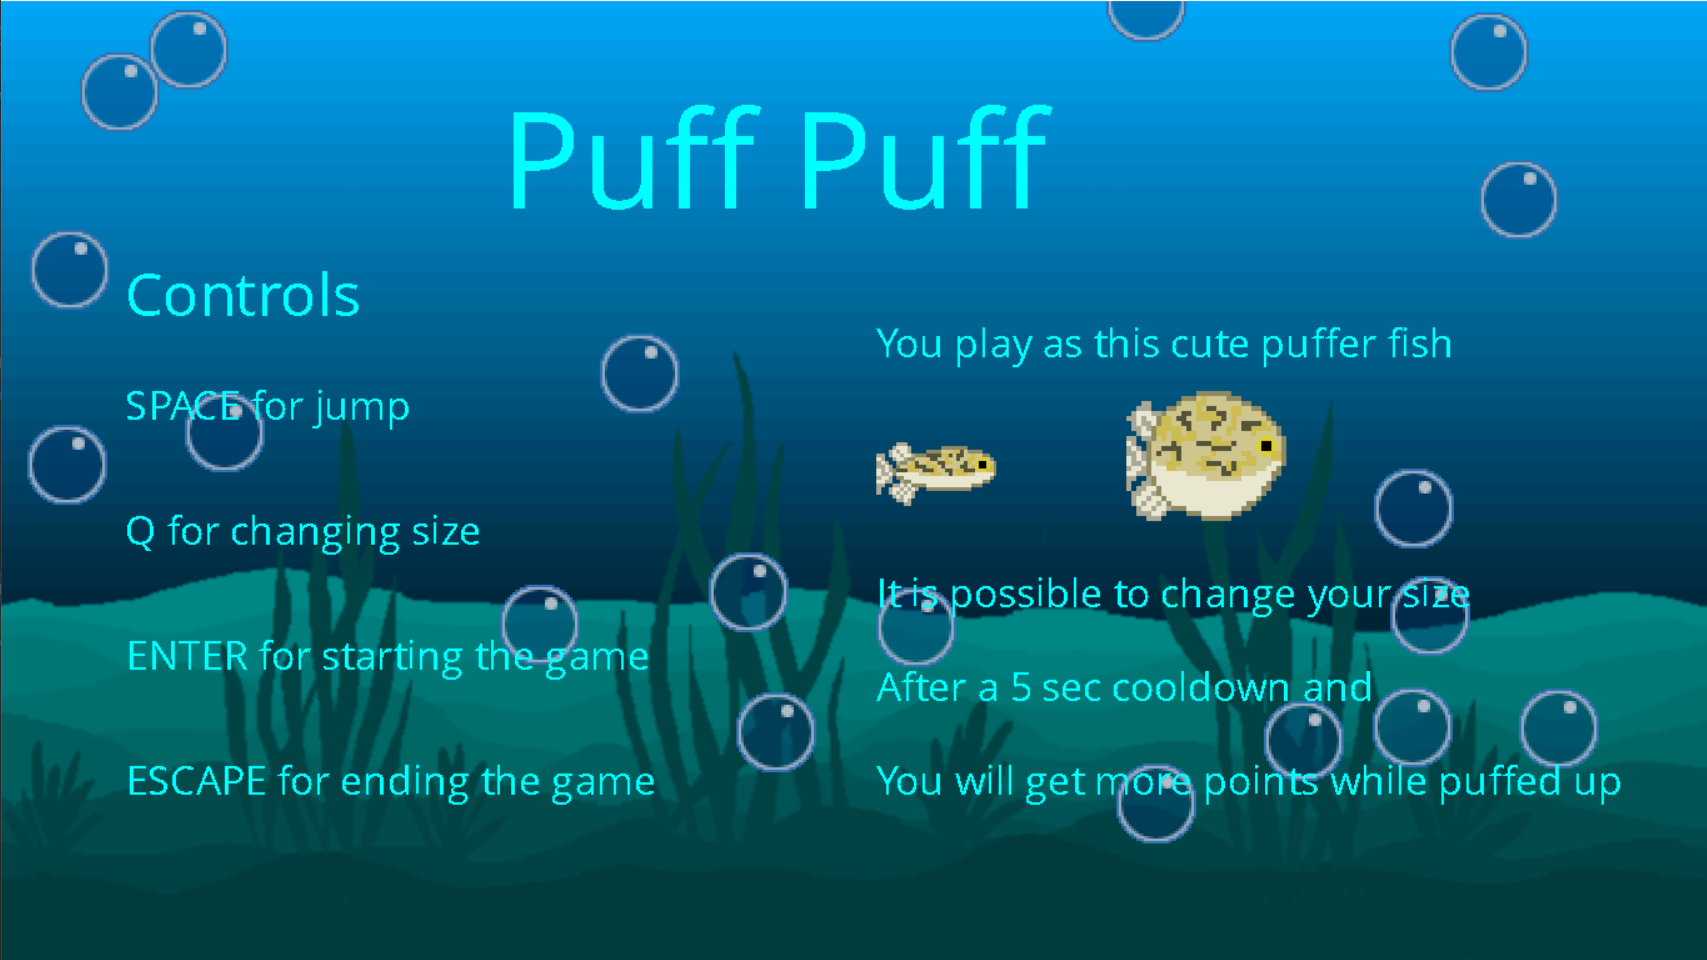 Puff Puff
Controls
SPACE for jump
Q for changing size
ENTER for starting the game
ESCAPE for ending the game
You play as this cute puffer fish
It is possible to change your size
After a 5 sec cooldown and
You will get more points while puffed up